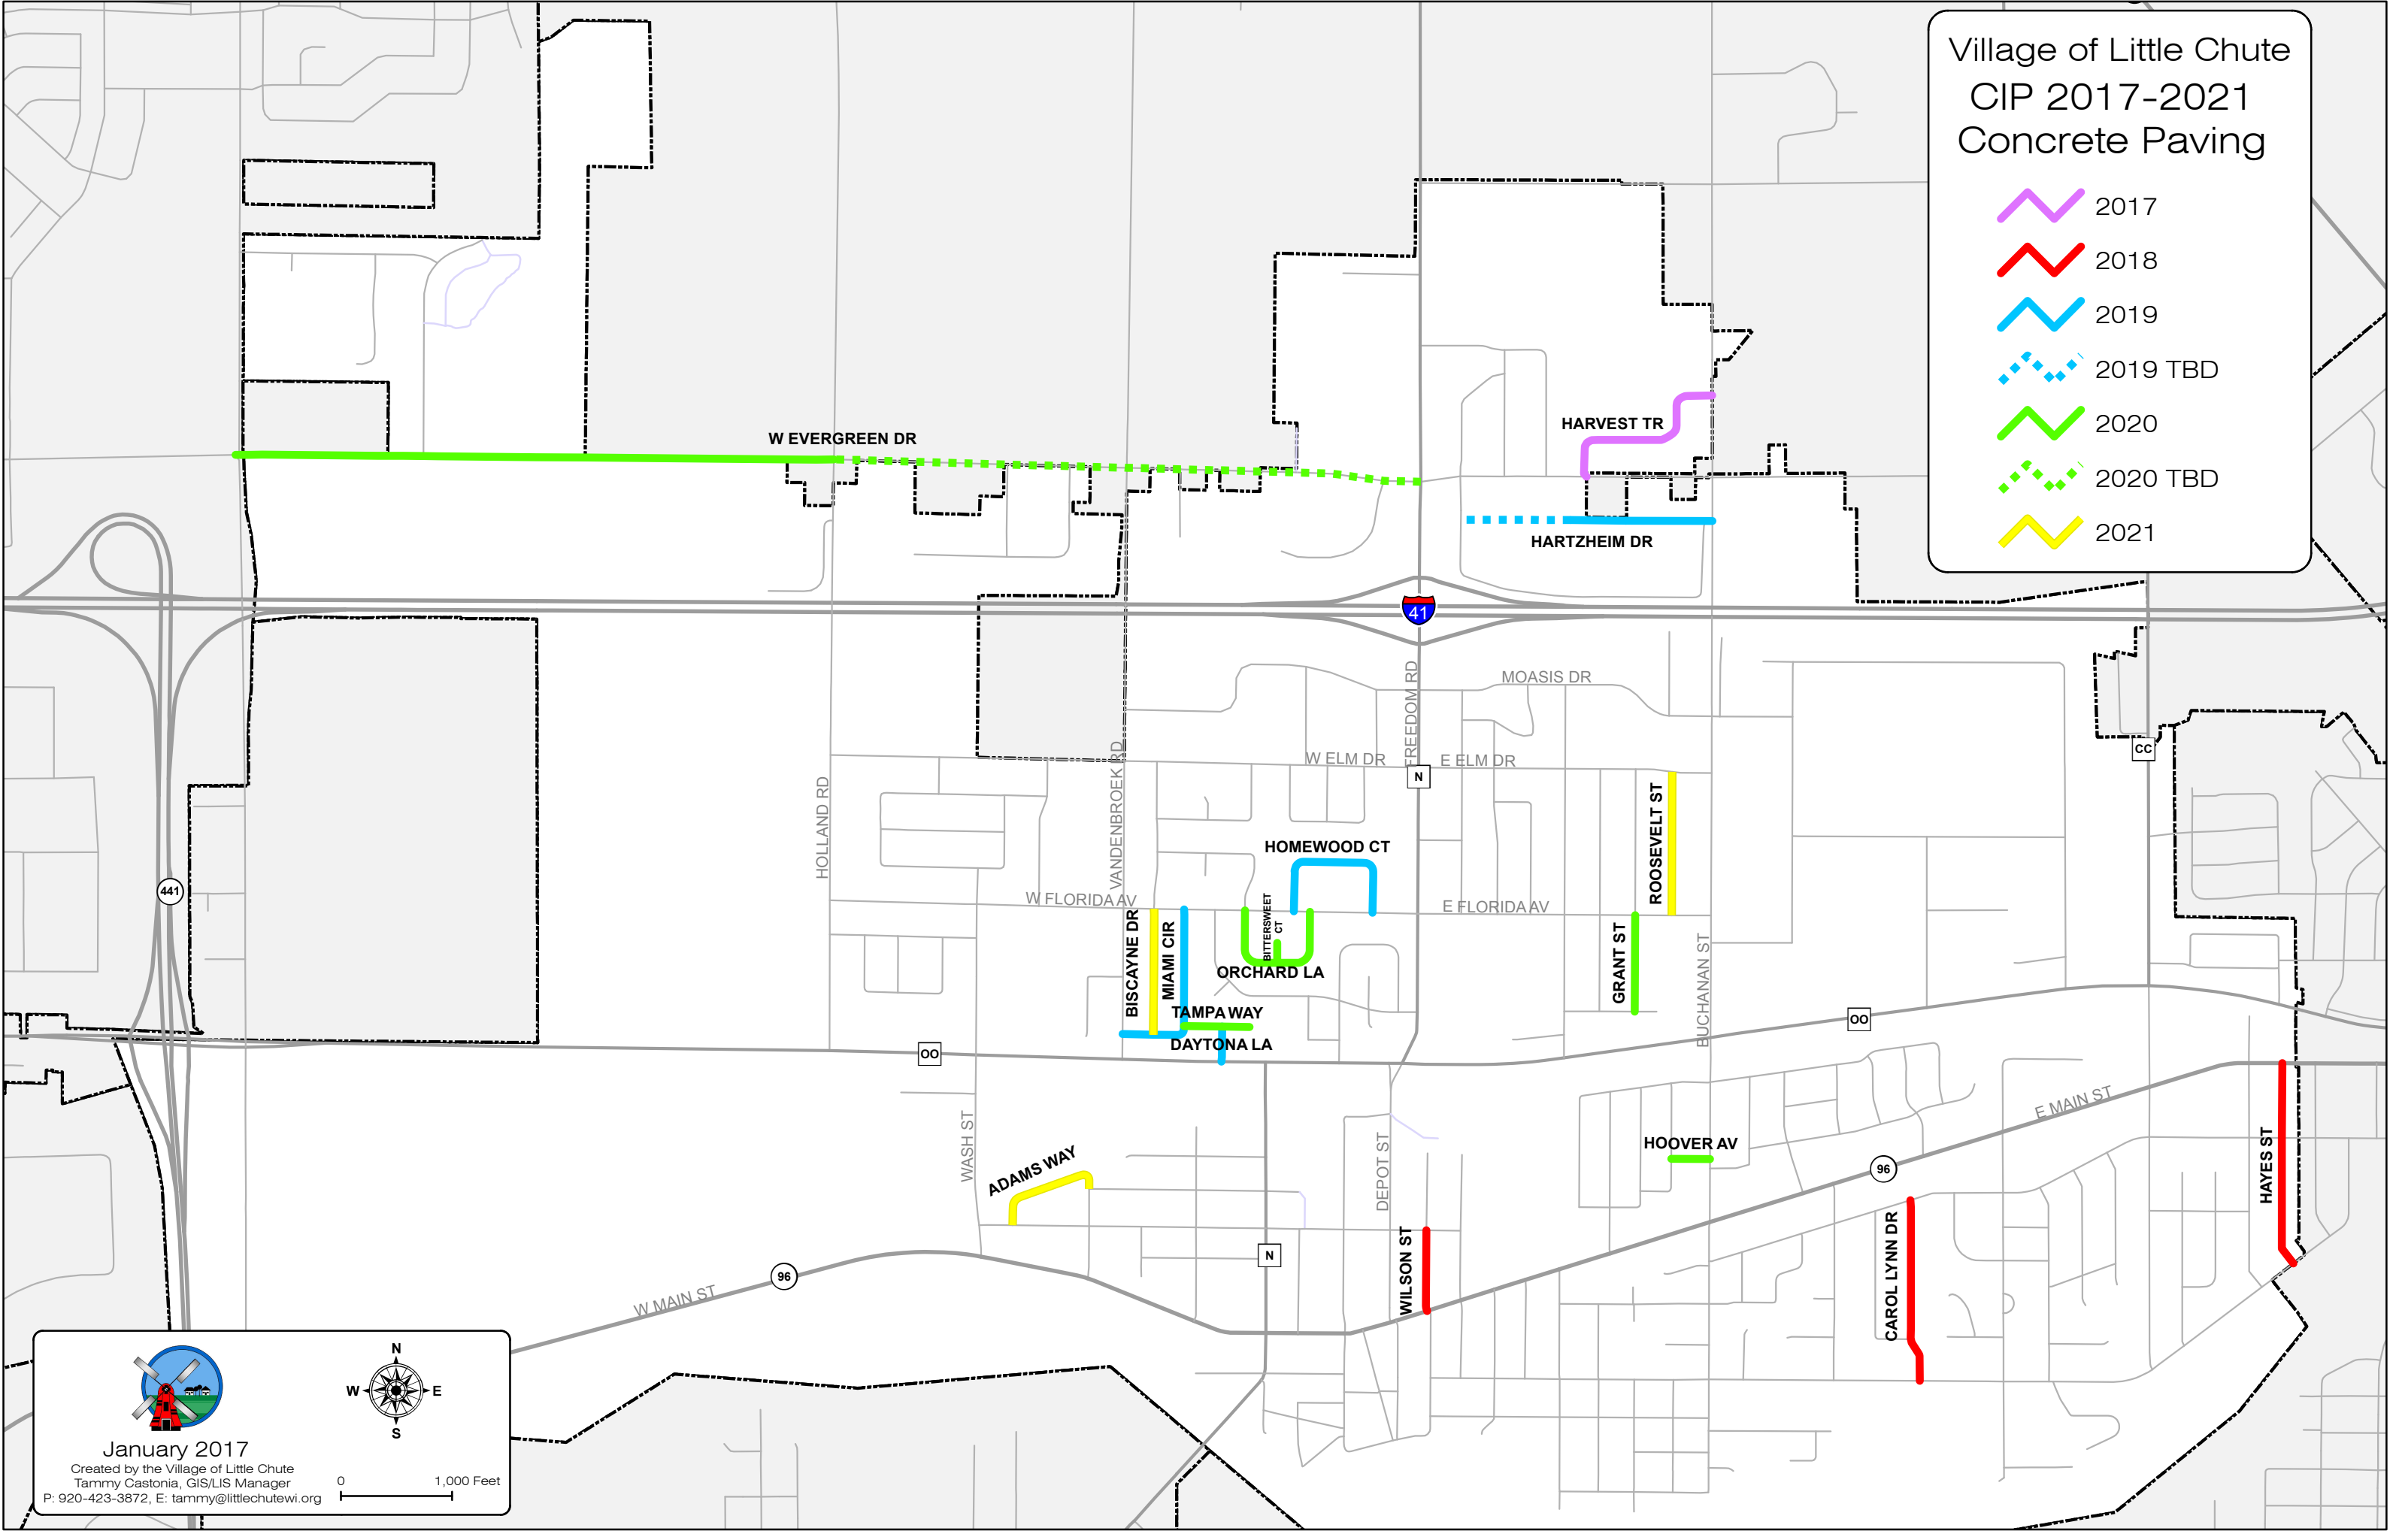 Village of Little Chute
CIP 2017-2021
Concrete Paving
2017
2018
2019
2019 TBD
2020
2020 TBD
2021
W EVERGREEN DR
HARVEST TR
HARTZHEIM DR
41
MOASIS DR
FREEDOM RD
W ELM DR
E ELM DR
N
CC
VANDENBROEK RD
HOLLAND RD
ROOSEVELT ST
HOMEWOOD CT
441
W FLORIDA AV
E FLORIDA AV
BITTERSWEET
CT
BISCAYNE DR
MIAMI CIR
ORCHARD LA
GRANT ST
BUCHANAN ST
TAMPA WAY
DAYTONA LA
OO
OO
E MAIN ST
WASH ST
DEPOT ST
HOOVER AV
ADAMS WAY
96
HAYES ST
WILSON ST
CAROL LYNN DR
N
96
W MAIN ST
N
W E
S
January 2017
Created by the Village of Little Chute
Tammy Castonia, GIS/LIS Manager
P: 920-423-3872, E: tammy@littlechutewi.org
0 1,000 Feet